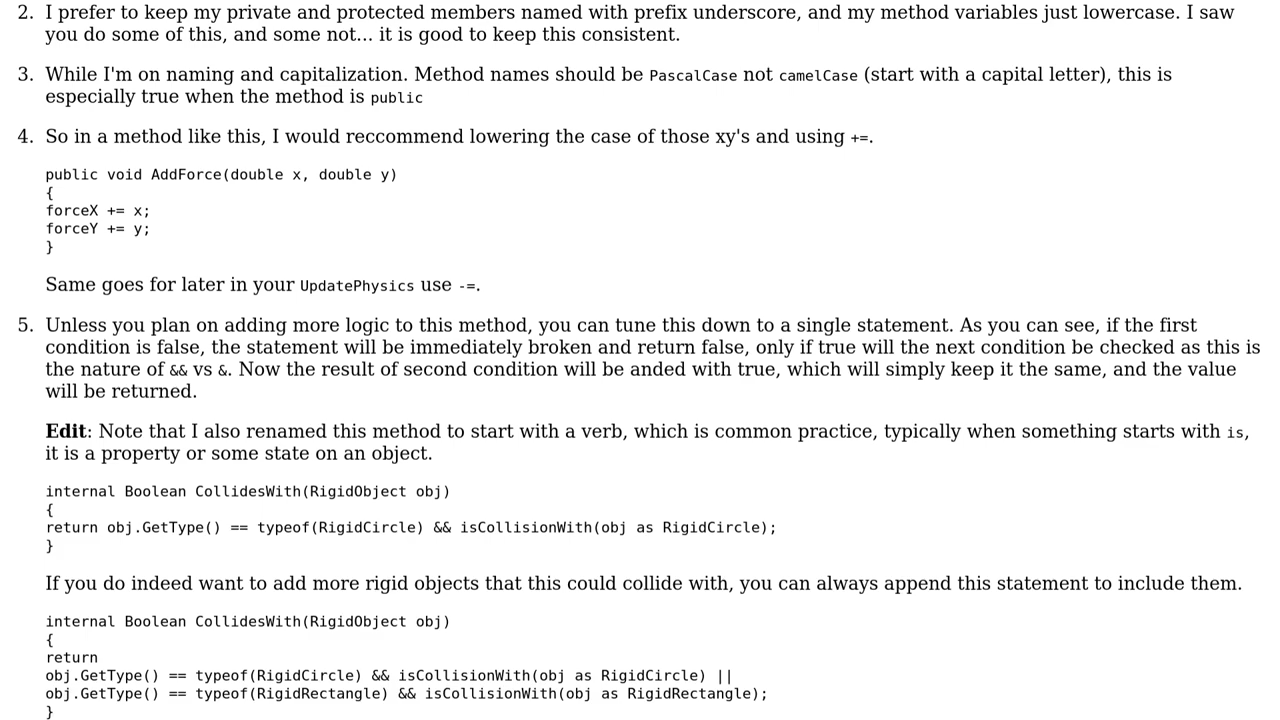 2. I prefer to keep my private and protected members named with prefix underscore, and my method variables just lowercase. I saw
you do some of this, and some not... it is good to keep this consistent.
3. While I'm on naming and capitalization. Method names should be PascalCase not camelCase (start with a capital letter), this is
especially true when the method is public
4. So in a method like this, I would reccommend lowering the case of those xy's and using +=.
public void AddForce(double x, double y)
{
forceX += x;
forceY += y;
}
Same goes for later in your UpdatePhysics use -=.
5. Unless you plan on adding more logic to this method, you can tune this down to a single statement. As you can see, if the first
condition is false, the statement will be immediately broken and return false, only if true will the next condition be checked as this is
the nature of && vs &. Now the result of second condition will be anded with true, which will simply keep it the same, and the value
will be returned.
Edit: Note that I also renamed this method to start with a verb, which is common practice, typically when something starts with is,
it is a property or some state on an object.
internal Boolean CollidesWith(RigidObject obj)
{
return obj.GetType() == typeof(RigidCircle) && isCollisionWith(obj as RigidCircle);
}
If you do indeed want to add more rigid objects that this could collide with, you can always append this statement to include them.
internal Boolean CollidesWith(RigidObject obj)
{
return
obj.GetType() == typeof(RigidCircle) && isCollisionWith(obj as RigidCircle) ||
obj.GetType() == typeof(RigidRectangle) && isCollisionWith(obj as RigidRectangle);
}